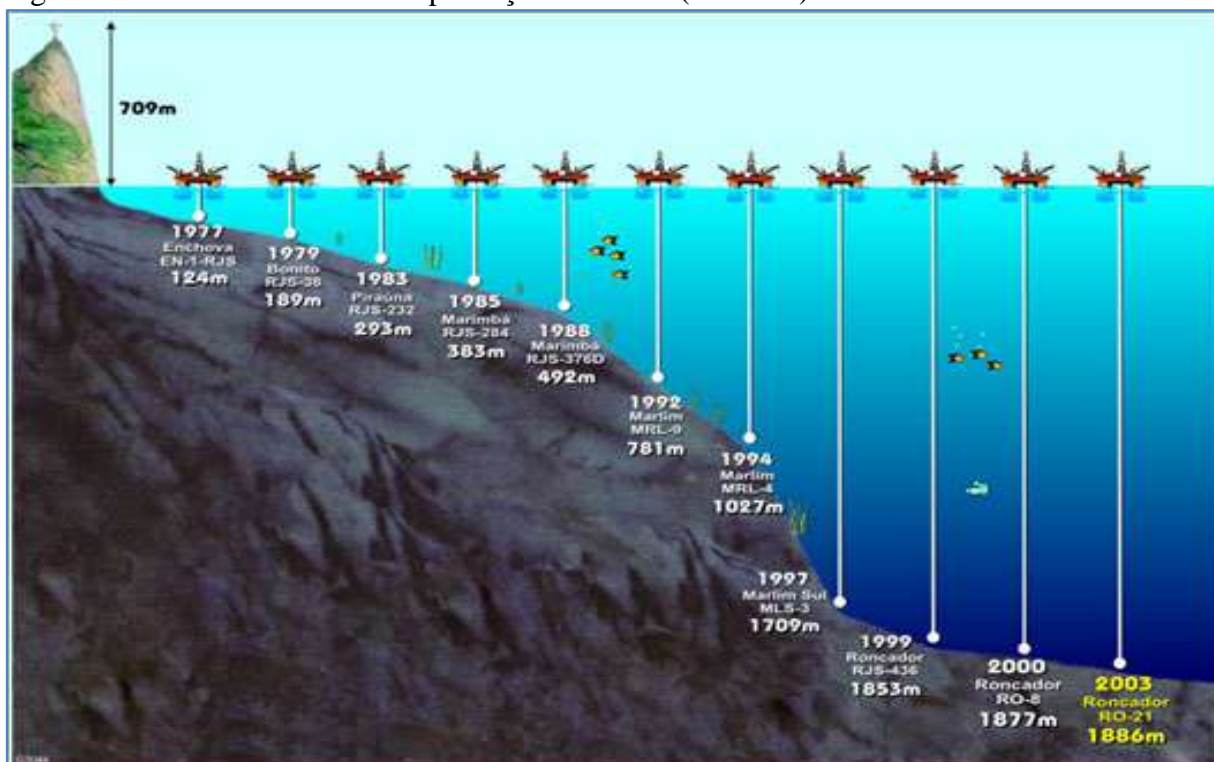 709m
1977
Enchova
EN-1-RJS
124m
1979
Bonito
RJS-38
189m
1983
Piraúna
RJS-232
293m
1985
Marimbá
RJS-284
383m
1988
Marimbá
RJS-376D
492m
1992
Marlim
MRL-9
781m
1994
Marlim
MRL-4
1027m
1997
Marlim Sul
MLS-3
1709m
1999
Roncador
RJS-436
1853m
2000
Roncador
RO-8
1877m
2003
Roncador
RO-21
1886m